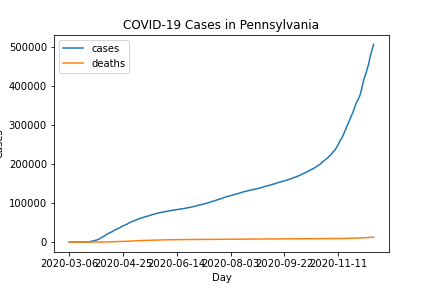 COVID-19 Cases in Pennsylvania
cases
deaths
500000
400000
300000
200000
100000
0
Cases
2020-03-06 2020-04-25 2020-06-14 2020-08-03 2020-09-22 2020-11-11
Day